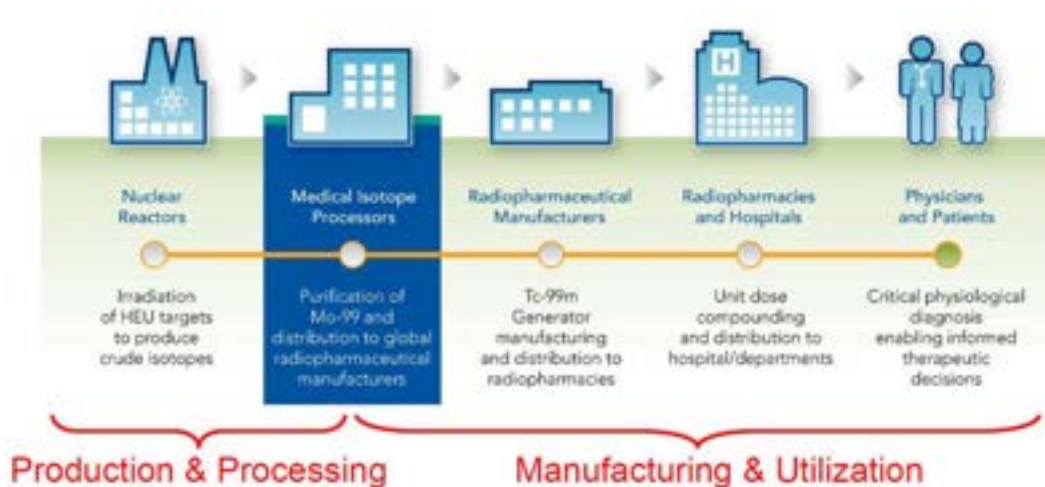 H
Nuclear
Reactors
Medical Isotope
Processors
Radiopharmaceutical
Manufacturers
Radiopharmacies
and Hospitals
Physicians
and Patients
Irradiation
of HEU targets
to produce
crude isotopes
Purification of
Mo-99 and
distribution to global
radiopharmaceutical
manufacturers
Tc-99m
Generator
manufacturing
and distribution to
radiopharmacies
Unit dose
compounding
and distribution to
hospital/departments
Critical physiological
diagnosis
enabling informed
therapeutic
decisions
Production & Processing
Manufacturing & Utilization